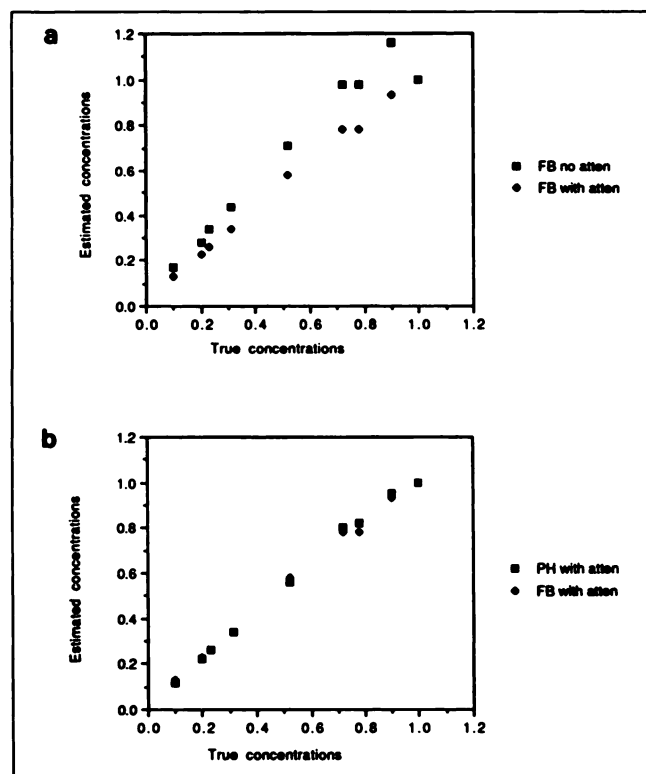 a
1.2
1.0
0.8
0.6
0.4
0.2
0.0
Estimated concentrations
0.0 0.2 0.4 0.6 0.8 1.0 1.2
True concentrations
FB no atten
FB with atten
b
1.2
1.0
0.8
0.6
0.4
0.2
0.0
Estimated concentrations
0.0 0.2 0.4 0.6 0.8 1.0 1.2
True concentrations
PH with atten
FB with atten